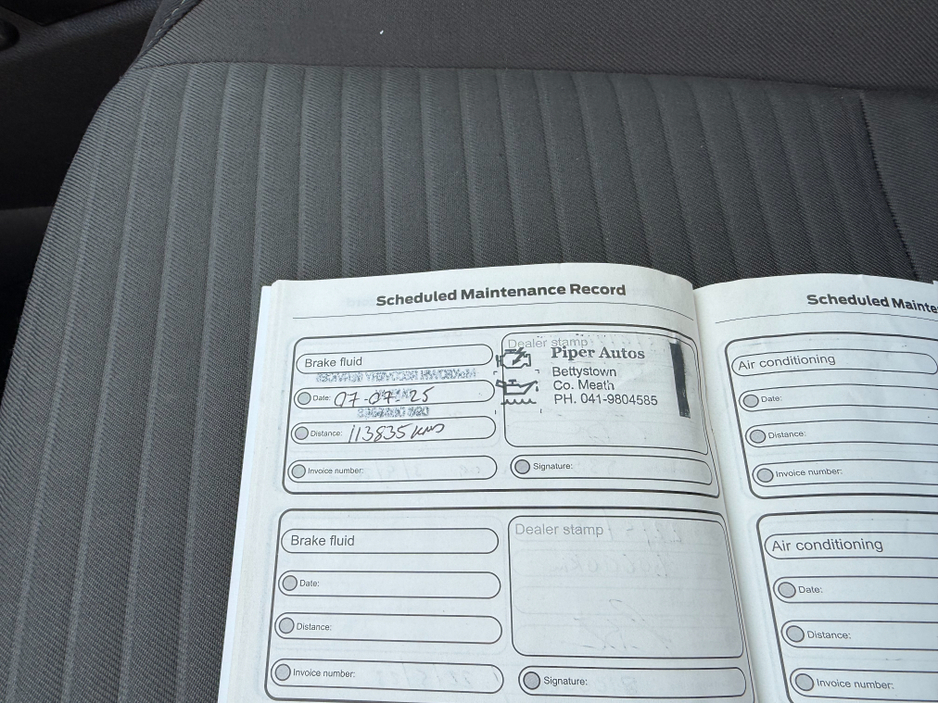 Scheduled Maintenance Record
Brake fluid
Date: 07-07-25
Distance: 113835 kms
Invoice number:
Dealer stamp
Piper Autos
Bettystown
Co. Meath
PH. 041-9804585
Signature:
Brake fluid
Date:
Distance:
Invoice number:
Dealer stamp
Signature:
Scheduled Mainte
Air conditioning
Date:
Distance:
Invoice number:
Air conditioning
Date:
Distance:
Invoice number: